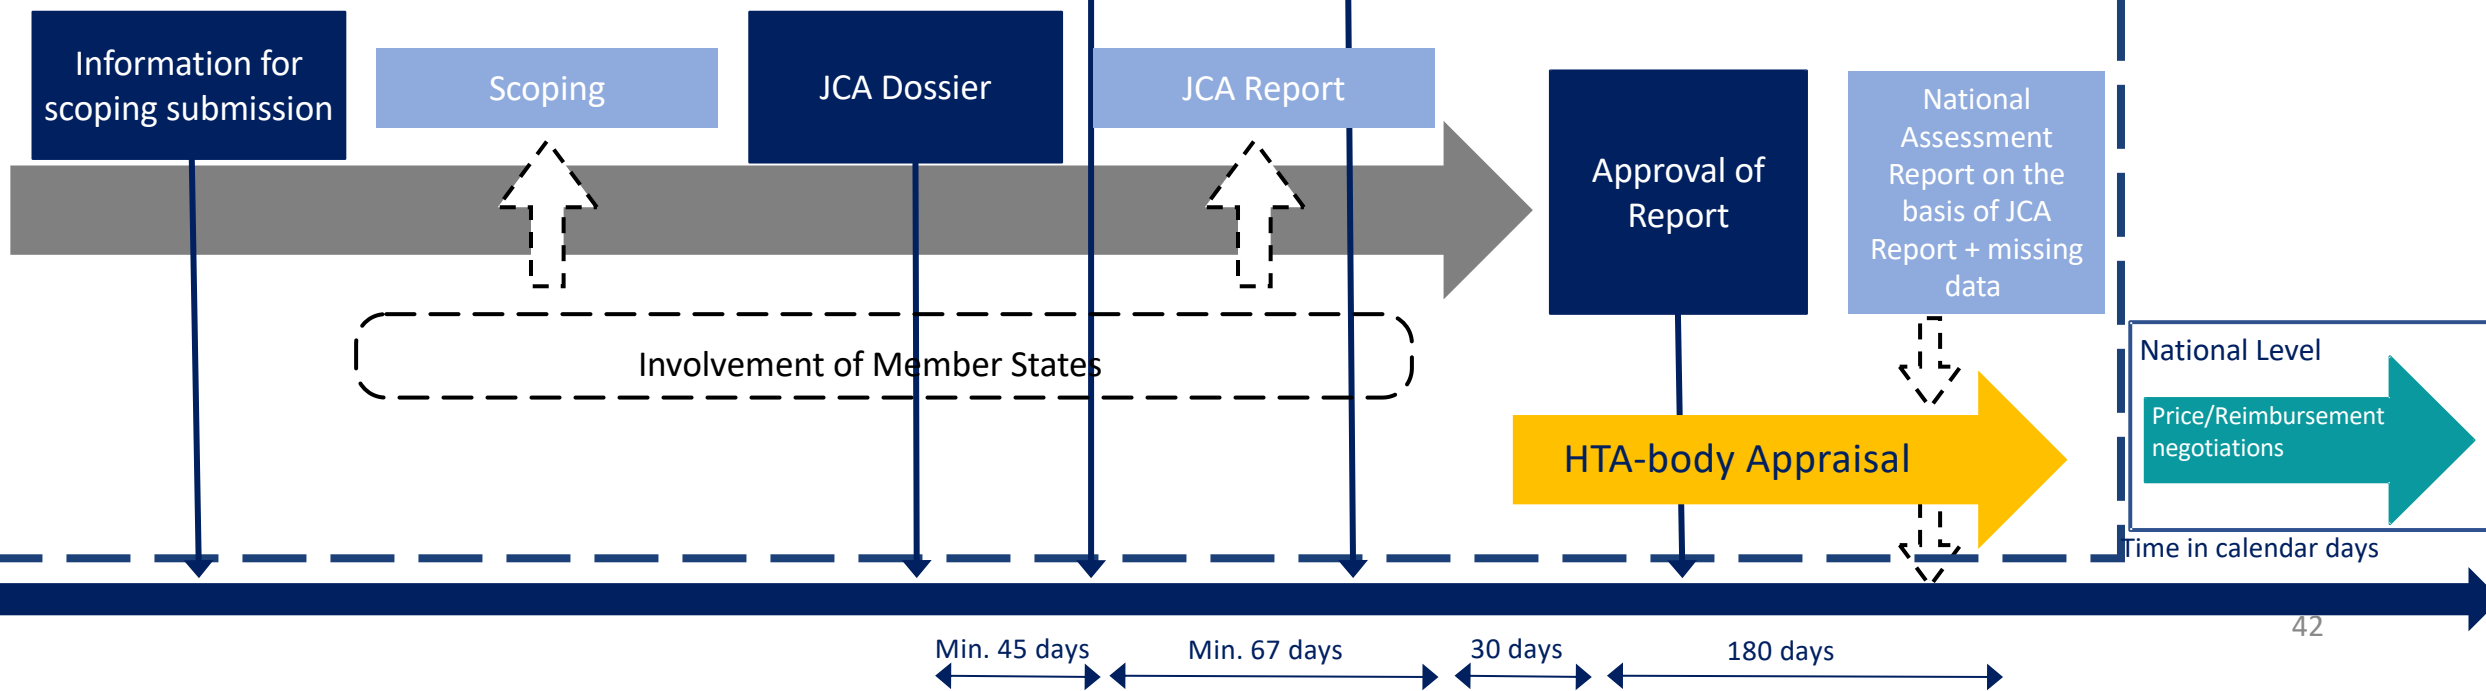 Information for
scoping submission
Scoping
JCA Dossier
JCA Report
Approval of
Report
National
Assessment
Report on the
basis of JCA
Report + missing
data
Involvement of Member States
HTA-body Appraisal
National Level
Price/Reimbursement
negotiations
Time in calendar days
42
Min. 45 days
Min. 67 days
30 days
180 days